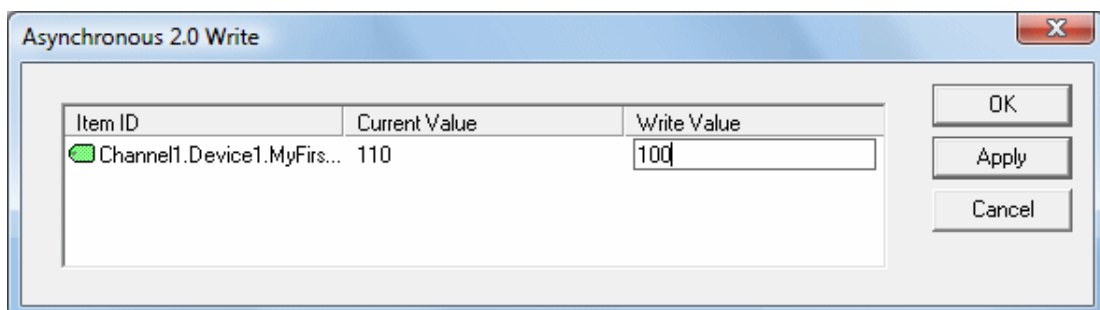 Asynchronous 2.0 Write
Item ID Current Value Write Value
Channel1.Device1.MyFirs... 110 100
OK
Apply
Cancel